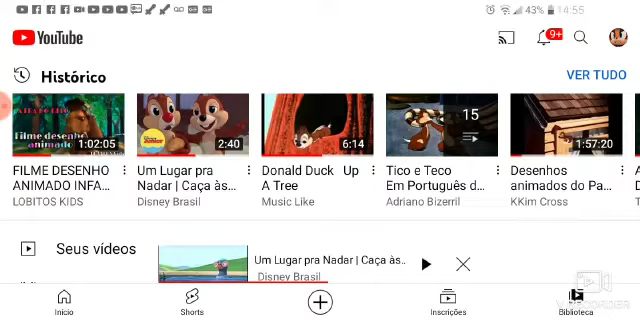 43% 14:55
YouTube
9+
Histórico
VER TUDO
Filme desenho
animado
1:02:05
2:40
6:14
15
1:57:20
FILME DESENHO
ANIMADO INFA...
LOBITOS KIDS
Um Lugar pra
Nadar | Caça às...
Disney Brasil
Donald Duck Up
A Tree
Music Like
Tico e Teco
Em Português d...
Adriano Bizerril
Desenhos
animados do Pa...
KKim Cross
Seus vídeos
Um Lugar pra Nadar | Caça às..
Disney Brasil
Início
Shorts
Inscrições
Biblioteca
RECORDER